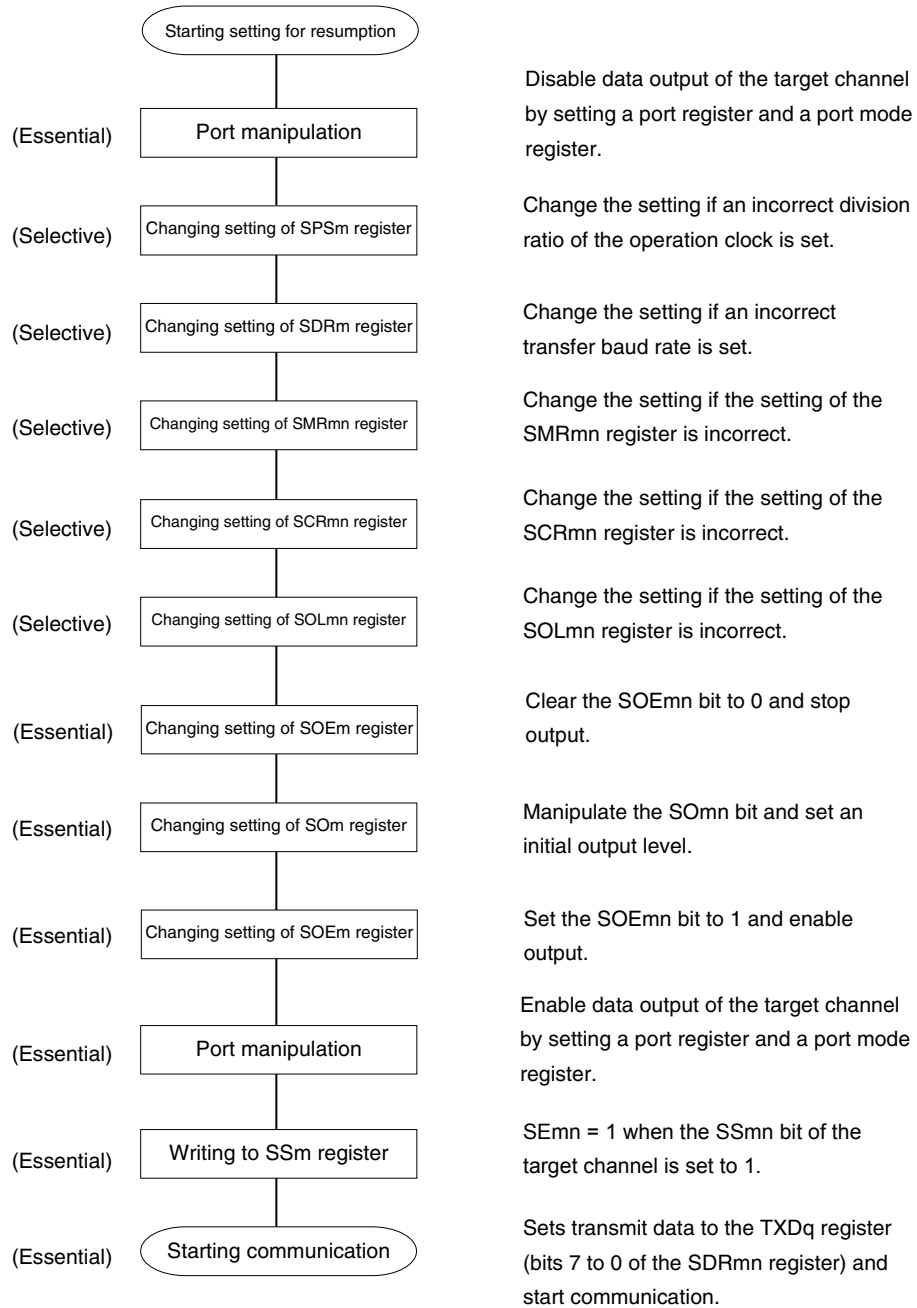 Starting setting for resumption
(Essential)
Port manipulation
Disable data output of the target channel
by setting a port register and a port mode
register.
(Selective)
Changing setting of SPSm register
Change the setting if an incorrect division
ratio of the operation clock is set.
(Selective)
Changing setting of SDRm register
Change the setting if an incorrect
transfer baud rate is set.
(Selective)
Changing setting of SMRmn register
Change the setting if the setting of the
SMRmn register is incorrect.
(Selective)
Changing setting of SCRmn register
Change the setting if the setting of the
SCRmn register is incorrect.
(Selective)
Changing setting of SOLmn register
Change the setting if the setting of the
SOLmn register is incorrect.
(Essential)
Changing setting of SOEm register
Clear the SOEmn bit to 0 and stop
output.
(Essential)
Changing setting of SOm register
Manipulate the SOmn bit and set an
initial output level.
(Essential)
Changing setting of SOEm register
Set the SOEmn bit to 1 and enable
output.
(Essential)
Port manipulation
Enable data output of the target channel
by setting a port register and a port mode
register.
(Essential)
Writing to SSm register
SEmn = 1 when the SSmn bit of the
target channel is set to 1.
(Essential)
Starting communication
Sets transmit data to the TXDq register
(bits 7 to 0 of the SDRmn register) and
start communication.